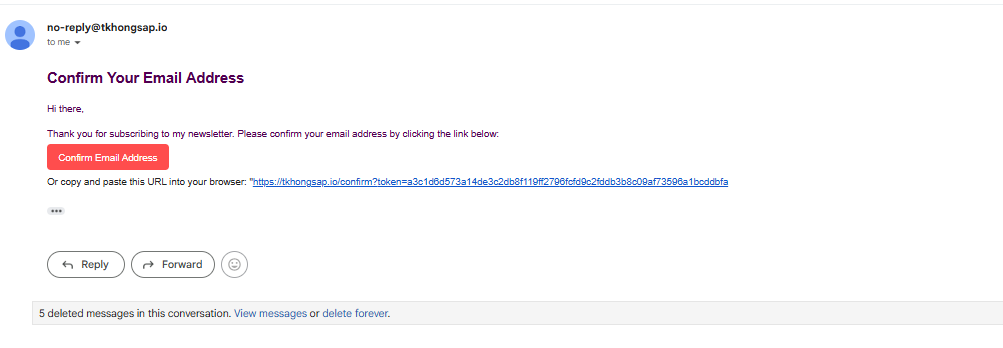 no-reply@tkhongsap.io
to me
Confirm Your Email Address
Hi there,
Thank you for subscribing to my newsletter. Please confirm your email address by clicking the link below:
Confirm Email Address
Or copy and paste this URL into your browser: "https://tkhongsap.io/confirm?token=a3c1d6d573a14de3c2db8f119ff2796fcfd9c2fddb3b8c09af73596a1bcddbfa
Reply
Forward
5 deleted messages in this conversation. View messages or delete forever.